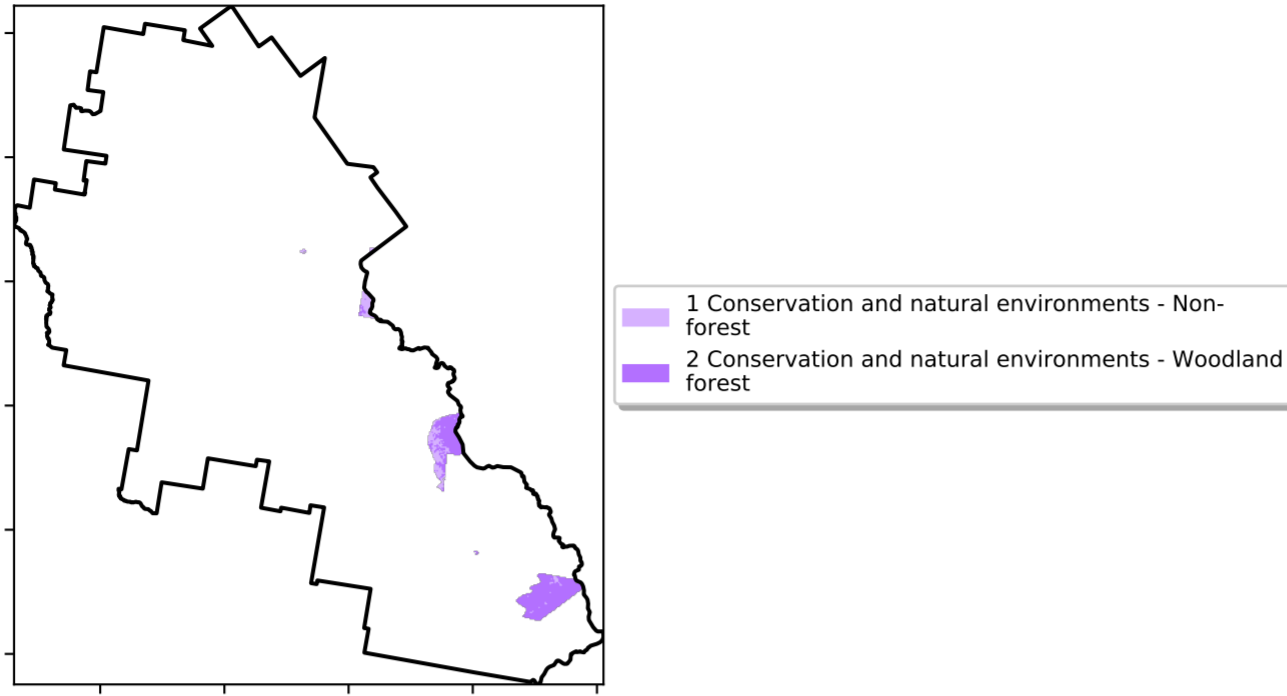 1 Conservation and natural environments - Non-
forest
2 Conservation and natural environments - Woodland
forest